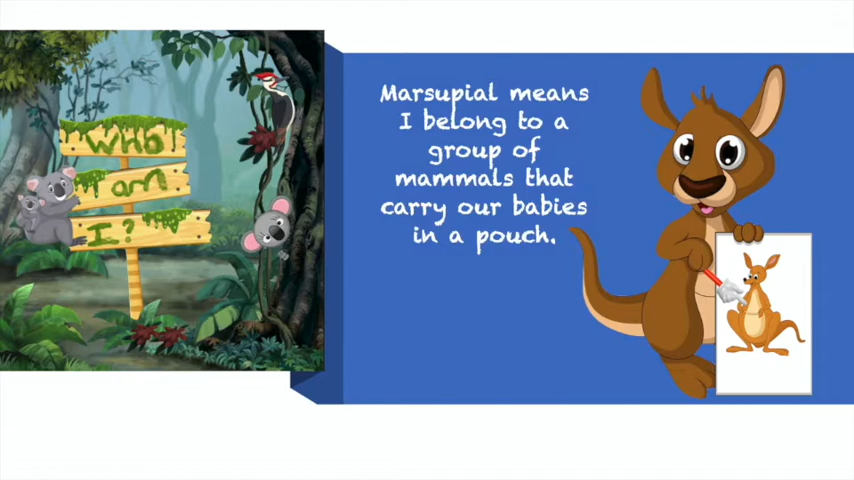 WHO
am
I?
Marsupial means
I belong to a
group of
mammals that
carry our babies
in a pouch.